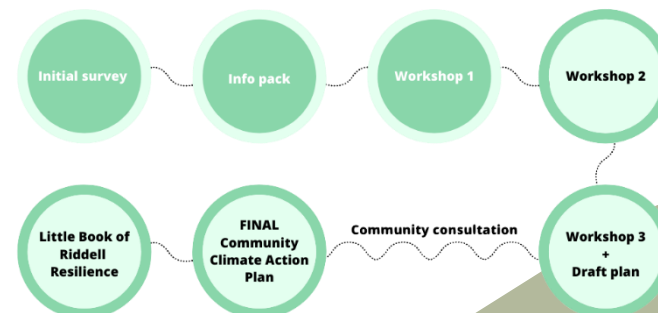 Initial survey
Info pack
Workshop 1
Workshop 2
Little Book of
Riddell
Resilience
FINAL
Community
Climate Action
Plan
Community consultation
Workshop 3
+
Draft plan